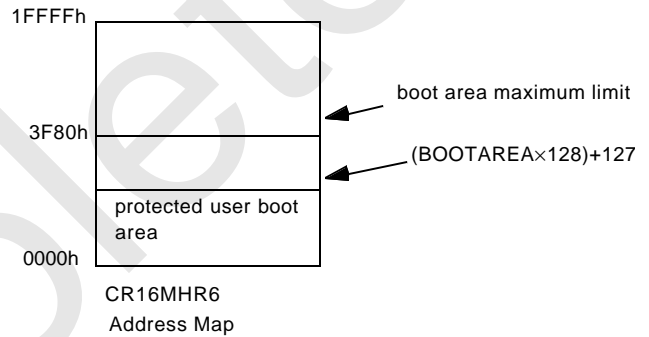 1FFFFh
boot area maximum limit
3F80h
(BOOTAREA×128)+127
protected user boot
area
0000h
CR16MHR6
Address Map